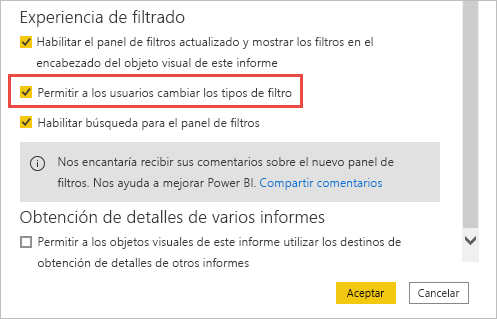 Experiencia de filtrado
Habilitar el panel de filtros actualizado y mostrar los filtros en el
encabezado del objeto visual de este informe
Permitir a los usuarios cambiar los tipos de filtro
Habilitar búsqueda para el panel de filtros
Nos encantaría recibir sus comentarios sobre el nuevo panel de
filtros. Nos ayuda a mejorar Power BI. Compartir comentarios
Obtención de detalles de varios informes
Permitir a los objetos visuales de este informe utilizar los destinos de
obtención de detalles de otros informes
Aceptar Cancelar